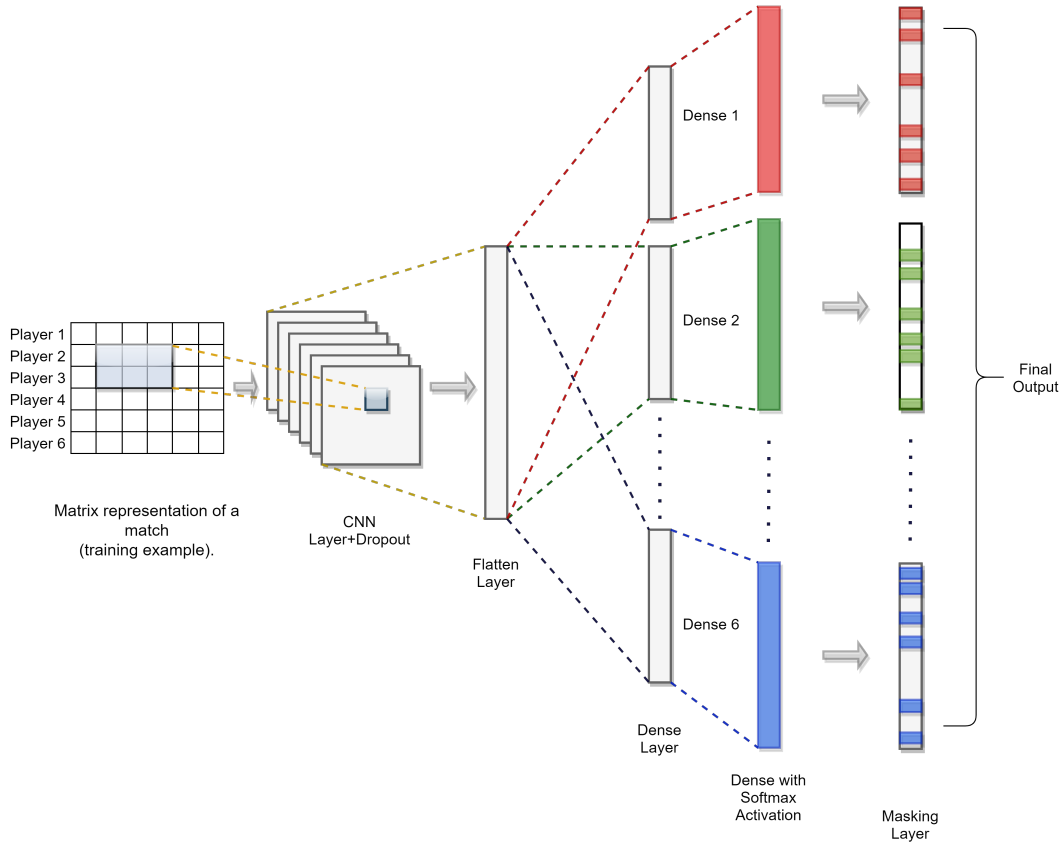 Player 1
Player 2
Player 3
Player 4
Player 5
Player 6
Matrix representation of a
match
(training example).
CNN
Layer+Dropout
Flatten
Layer
Dense 1
Dense 2
Dense 6
Dense
Layer
Dense with
Softmax
Activation
Masking
Layer
Final
Output